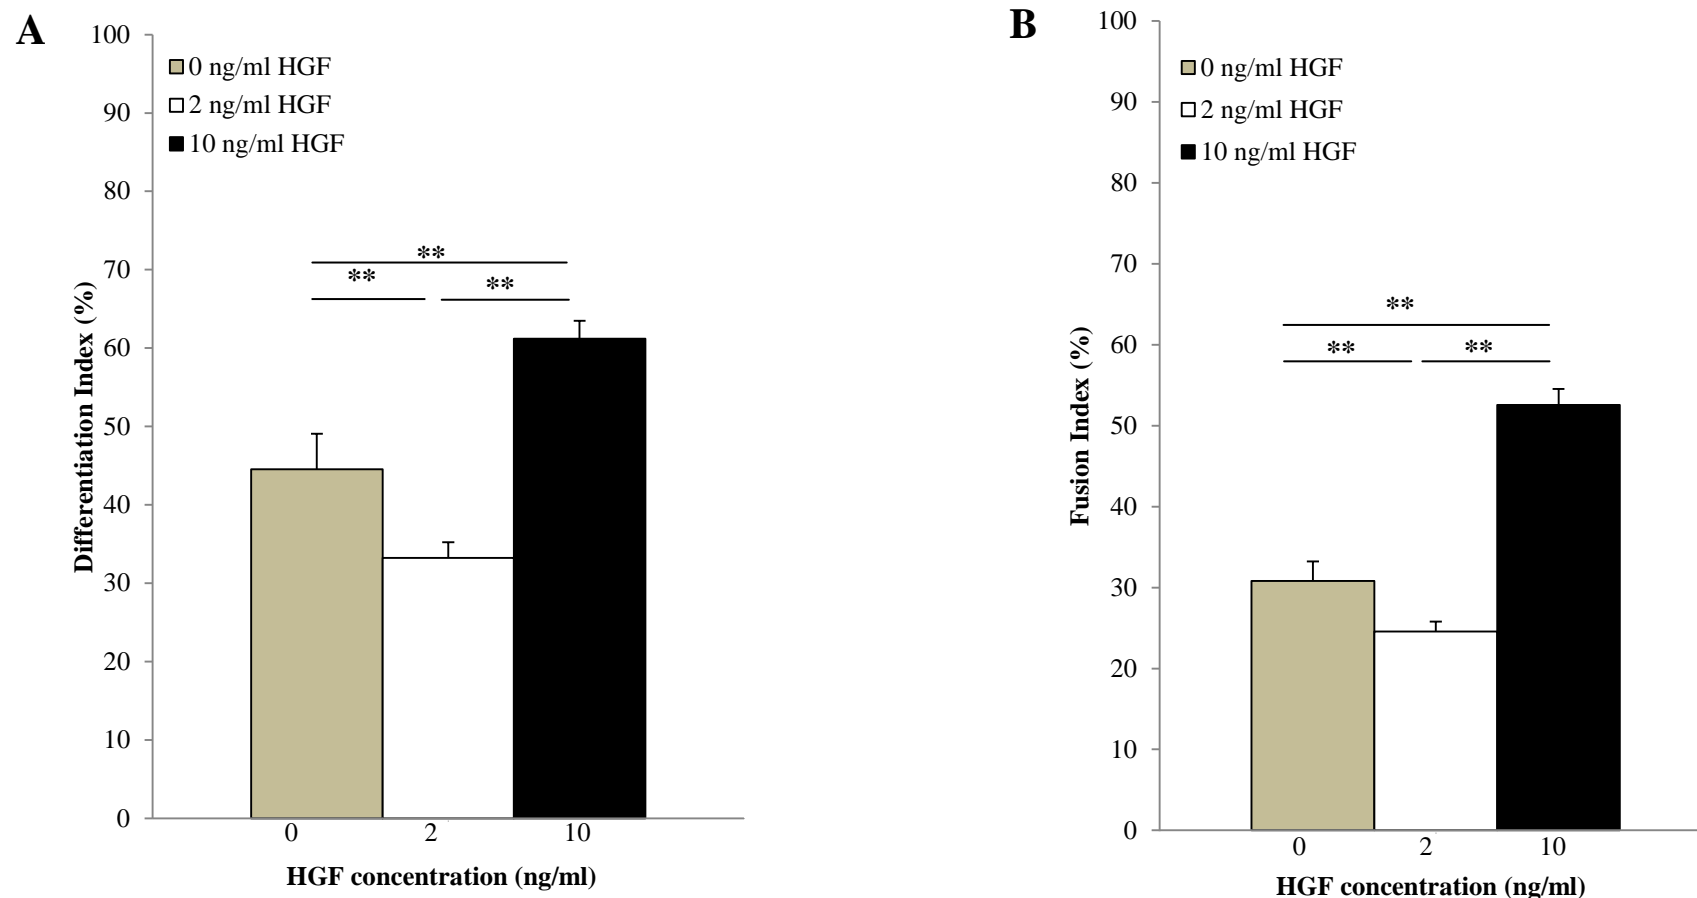 A
100
90
80
70
60
50
40
30
20
10
0
Differentiation Index (%)
0 ng/ml HGF
2 ng/ml HGF
10 ng/ml HGF
**
**
**
0 2 10
HGF concentration (ng/ml)
B
100
90
80
70
60
50
40
30
20
10
0
Fusion Index (%)
0 ng/ml HGF
2 ng/ml HGF
10 ng/ml HGF
**
**
**
0 2 10
HGF concentration (ng/ml)